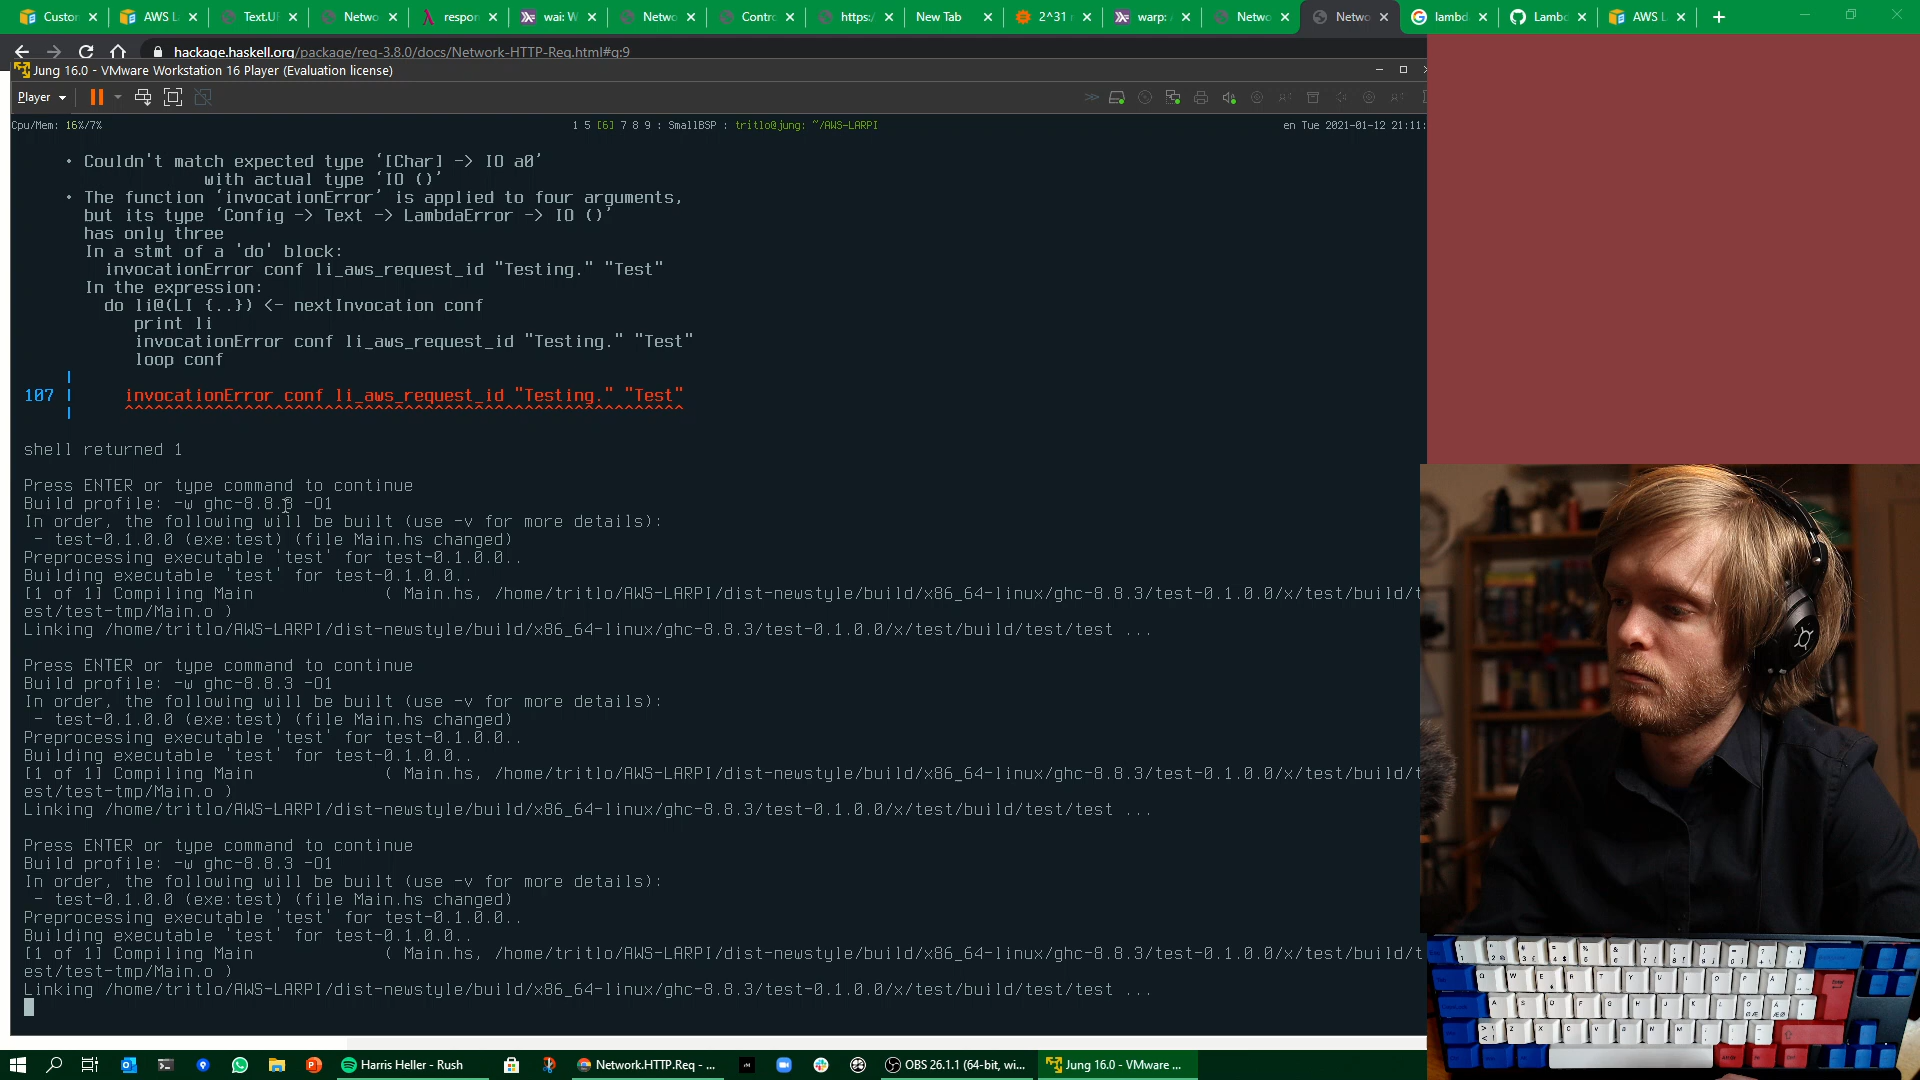 Custon
AWS L
Text.UT
Netwo
respon
wai: W
Netwo
Contro
https:/
New Tab
2^31
warp:
Netwo
Netwo
lambd
Lambd
AWS L
hackage.haskell.org/package/req-3.8.0/docs/Network-HTTP-Req.html#g:9
Jung 16.0 - VMware Workstation 16 Player (Evaluation license)
Player
Cpu/Mem: 16%/7%
1 5 [6] 7 8 9 : SmallBSP : tritlo@jung: ~/AWS-LARPI
en Tue 2021-01-12 21:11:
• Couldn't match expected type ‘[Char] -> IO a0’
with actual type ‘IO ()’
• The function ‘invocationError’ is applied to four arguments,
but its type ‘Config -> Text -> LambdaError -> IO ()’
has only three
In a stmt of a 'do' block:
invocationError conf li_aws_request_id "Testing." "Test"
In the expression:
do li@(LI {..}) <- nextInvocation conf
print li
invocationError conf li_aws_request_id "Testing." "Test"
loop conf
|
107 | invocationError conf li_aws_request_id "Testing." "Test"
| ^^^^^^^^^^^^^^^^^^^^^^^^^^^^^^^^^^^^^^^^^^^^^^^^^^^^^^^^
shell returned 1
Press ENTER or type command to continue
Build profile: -w ghc-8.8.3 -O1
In order, the following will be built (use -v for more details):
- test-0.1.0.0 (exe:test) (file Main.hs changed)
Preprocessing executable 'test' for test-0.1.0.0..
Building executable 'test' for test-0.1.0.0..
[1 of 1] Compiling Main ( Main.hs, /home/tritlo/AWS-LARPI/dist-newstyle/build/x86_64-linux/ghc-8.8.3/test-0.1.0.0/x/test/build/t
est/test-tmp/Main.o )
Linking /home/tritlo/AWS-LARPI/dist-newstyle/build/x86_64-linux/ghc-8.8.3/test-0.1.0.0/x/test/build/test/test ...
Press ENTER or type command to continue
Build profile: -w ghc-8.8.3 -O1
In order, the following will be built (use -v for more details):
- test-0.1.0.0 (exe:test) (file Main.hs changed)
Preprocessing executable 'test' for test-0.1.0.0..
Building executable 'test' for test-0.1.0.0..
[1 of 1] Compiling Main ( Main.hs, /home/tritlo/AWS-LARPI/dist-newstyle/build/x86_64-linux/ghc-8.8.3/test-0.1.0.0/x/test/build/t
est/test-tmp/Main.o )
Linking /home/tritlo/AWS-LARPI/dist-newstyle/build/x86_64-linux/ghc-8.8.3/test-0.1.0.0/x/test/build/test/test ...
Press ENTER or type command to continue
Build profile: -w ghc-8.8.3 -O1
In order, the following will be built (use -v for more details):
- test-0.1.0.0 (exe:test) (file Main.hs changed)
Preprocessing executable 'test' for test-0.1.0.0..
Building executable 'test' for test-0.1.0.0..
[1 of 1] Compiling Main ( Main.hs, /home/tritlo/AWS-LARPI/dist-newstyle/build/x86_64-linux/ghc-8.8.3/test-0.1.0.0/x/test/build/t
est/test-tmp/Main.o )
Linking /home/tritlo/AWS-LARPI/dist-newstyle/build/x86_64-linux/ghc-8.8.3/test-0.1.0.0/x/test/build/test/test ...
Harris Heller - Rush
Network.HTTP.Req - ...
OBS 26.1.1 (64-bit, wi...
Jung 16.0 - VMware ...